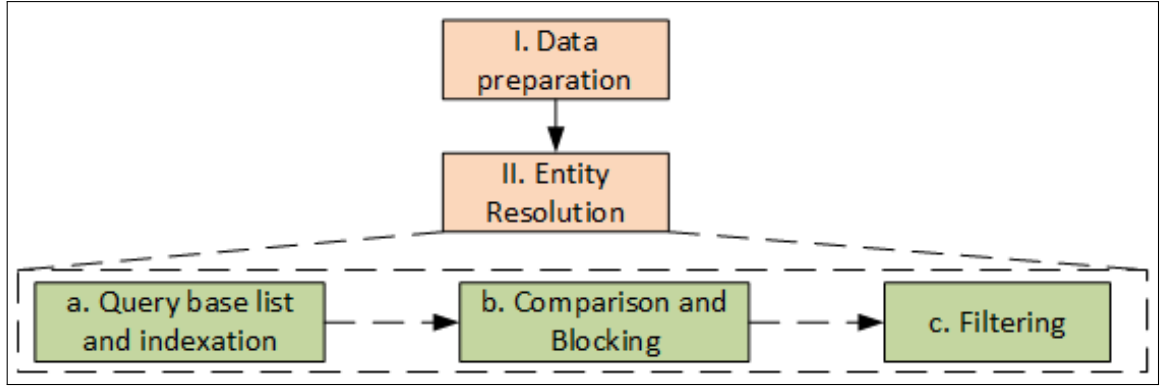 I. Data
preparation
II. Entity
Resolution
a. Query base list
and indexation
b. Comparison and
Blocking
c. Filtering